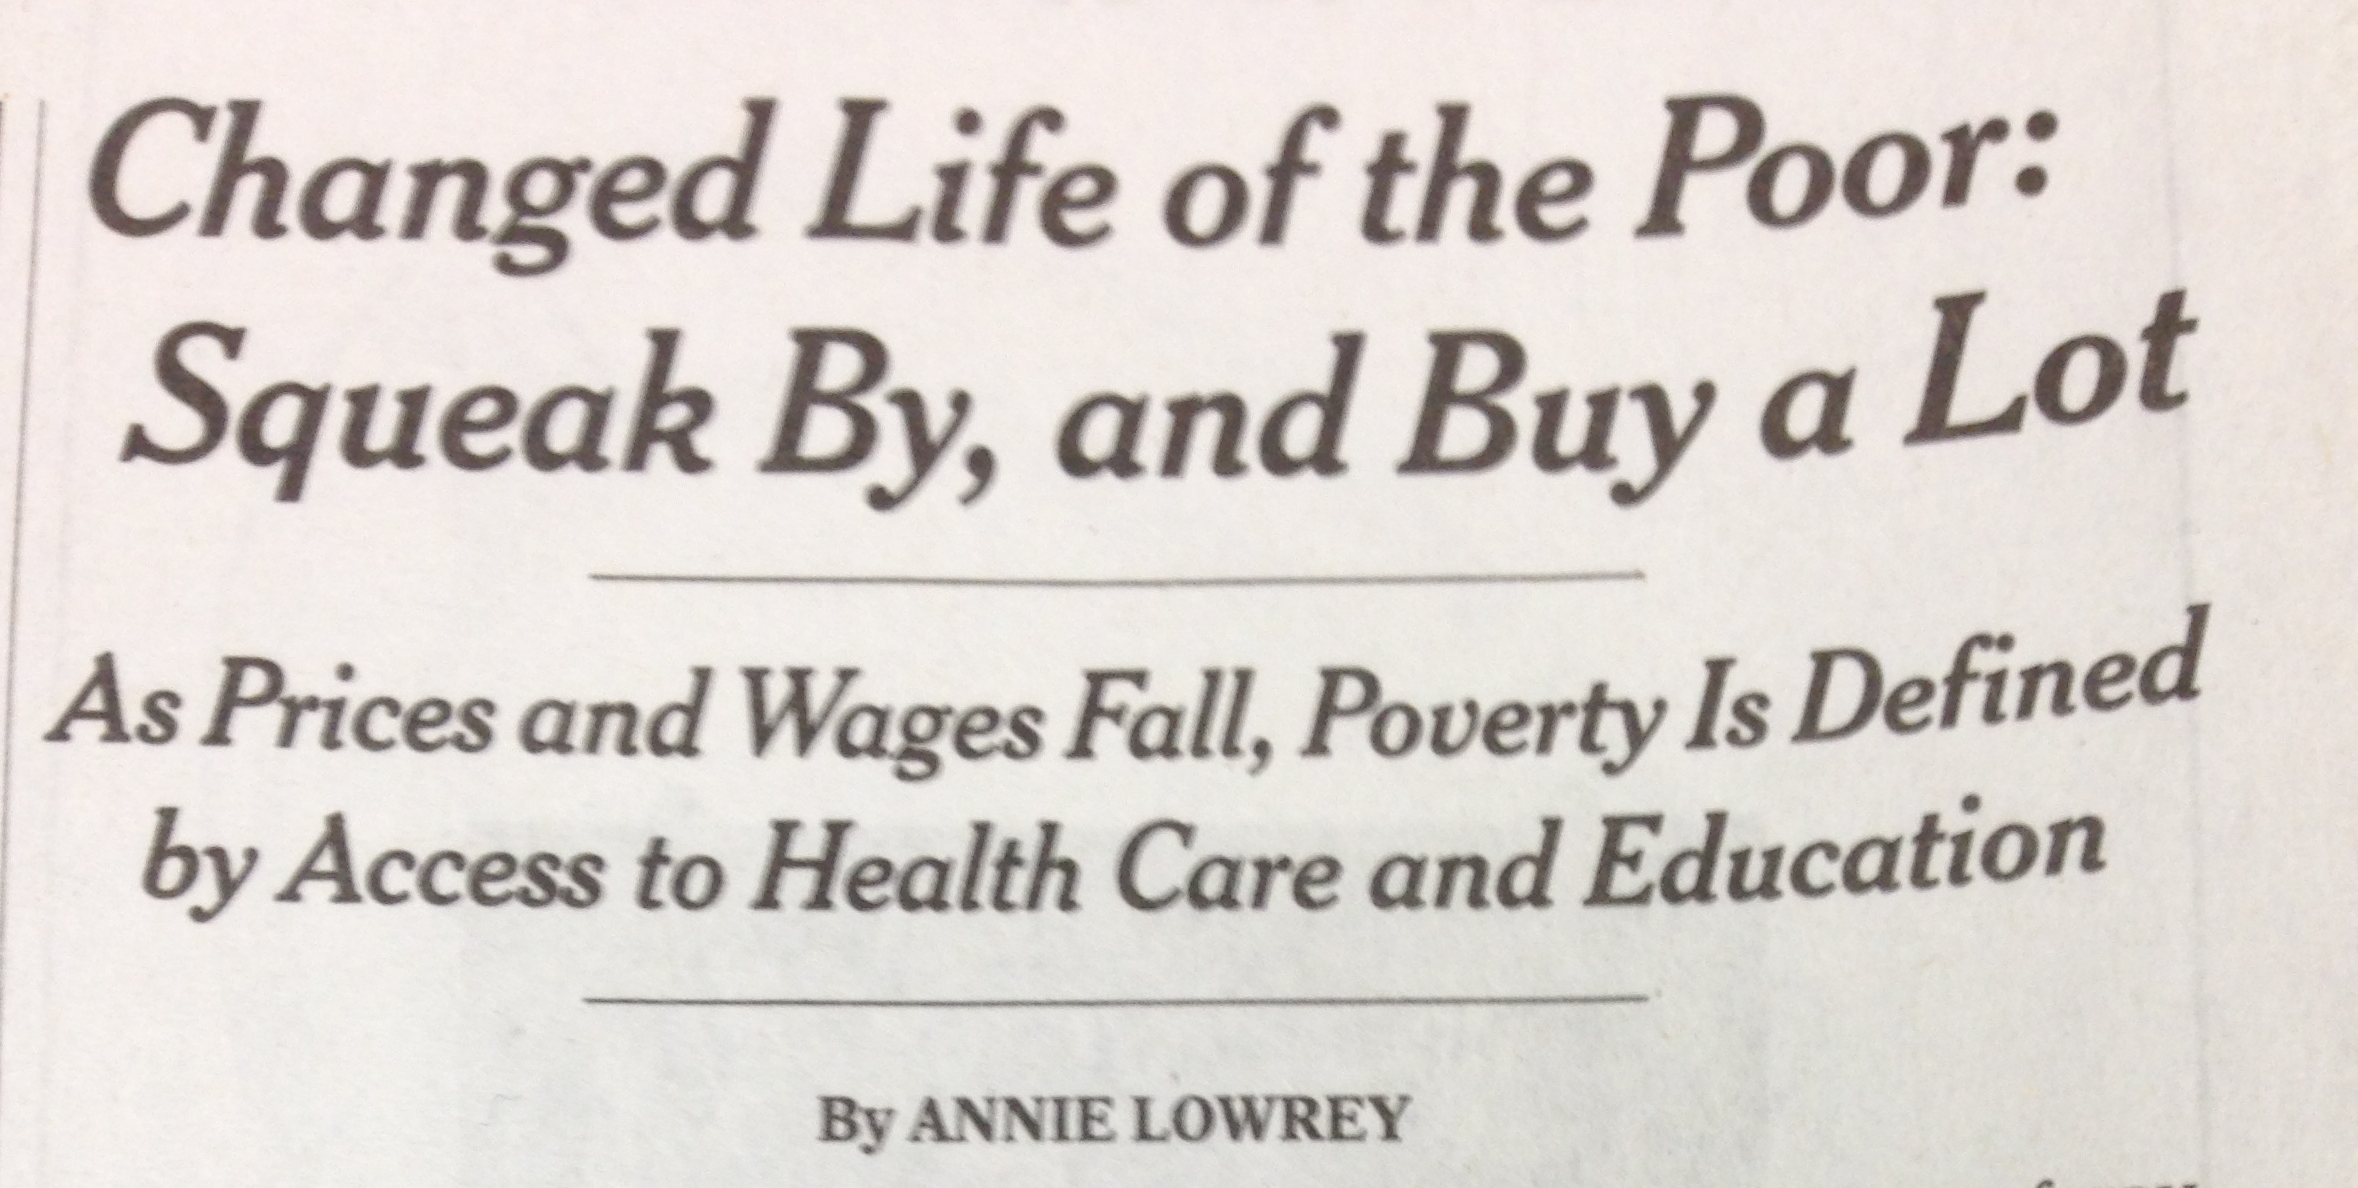 Changed Life of the Poor:
Squeak By, and Buy a Lot
As Prices and Wages Fall, Poverty Is Defined
by Access to Health Care and Education
By ANNIE LOWREY